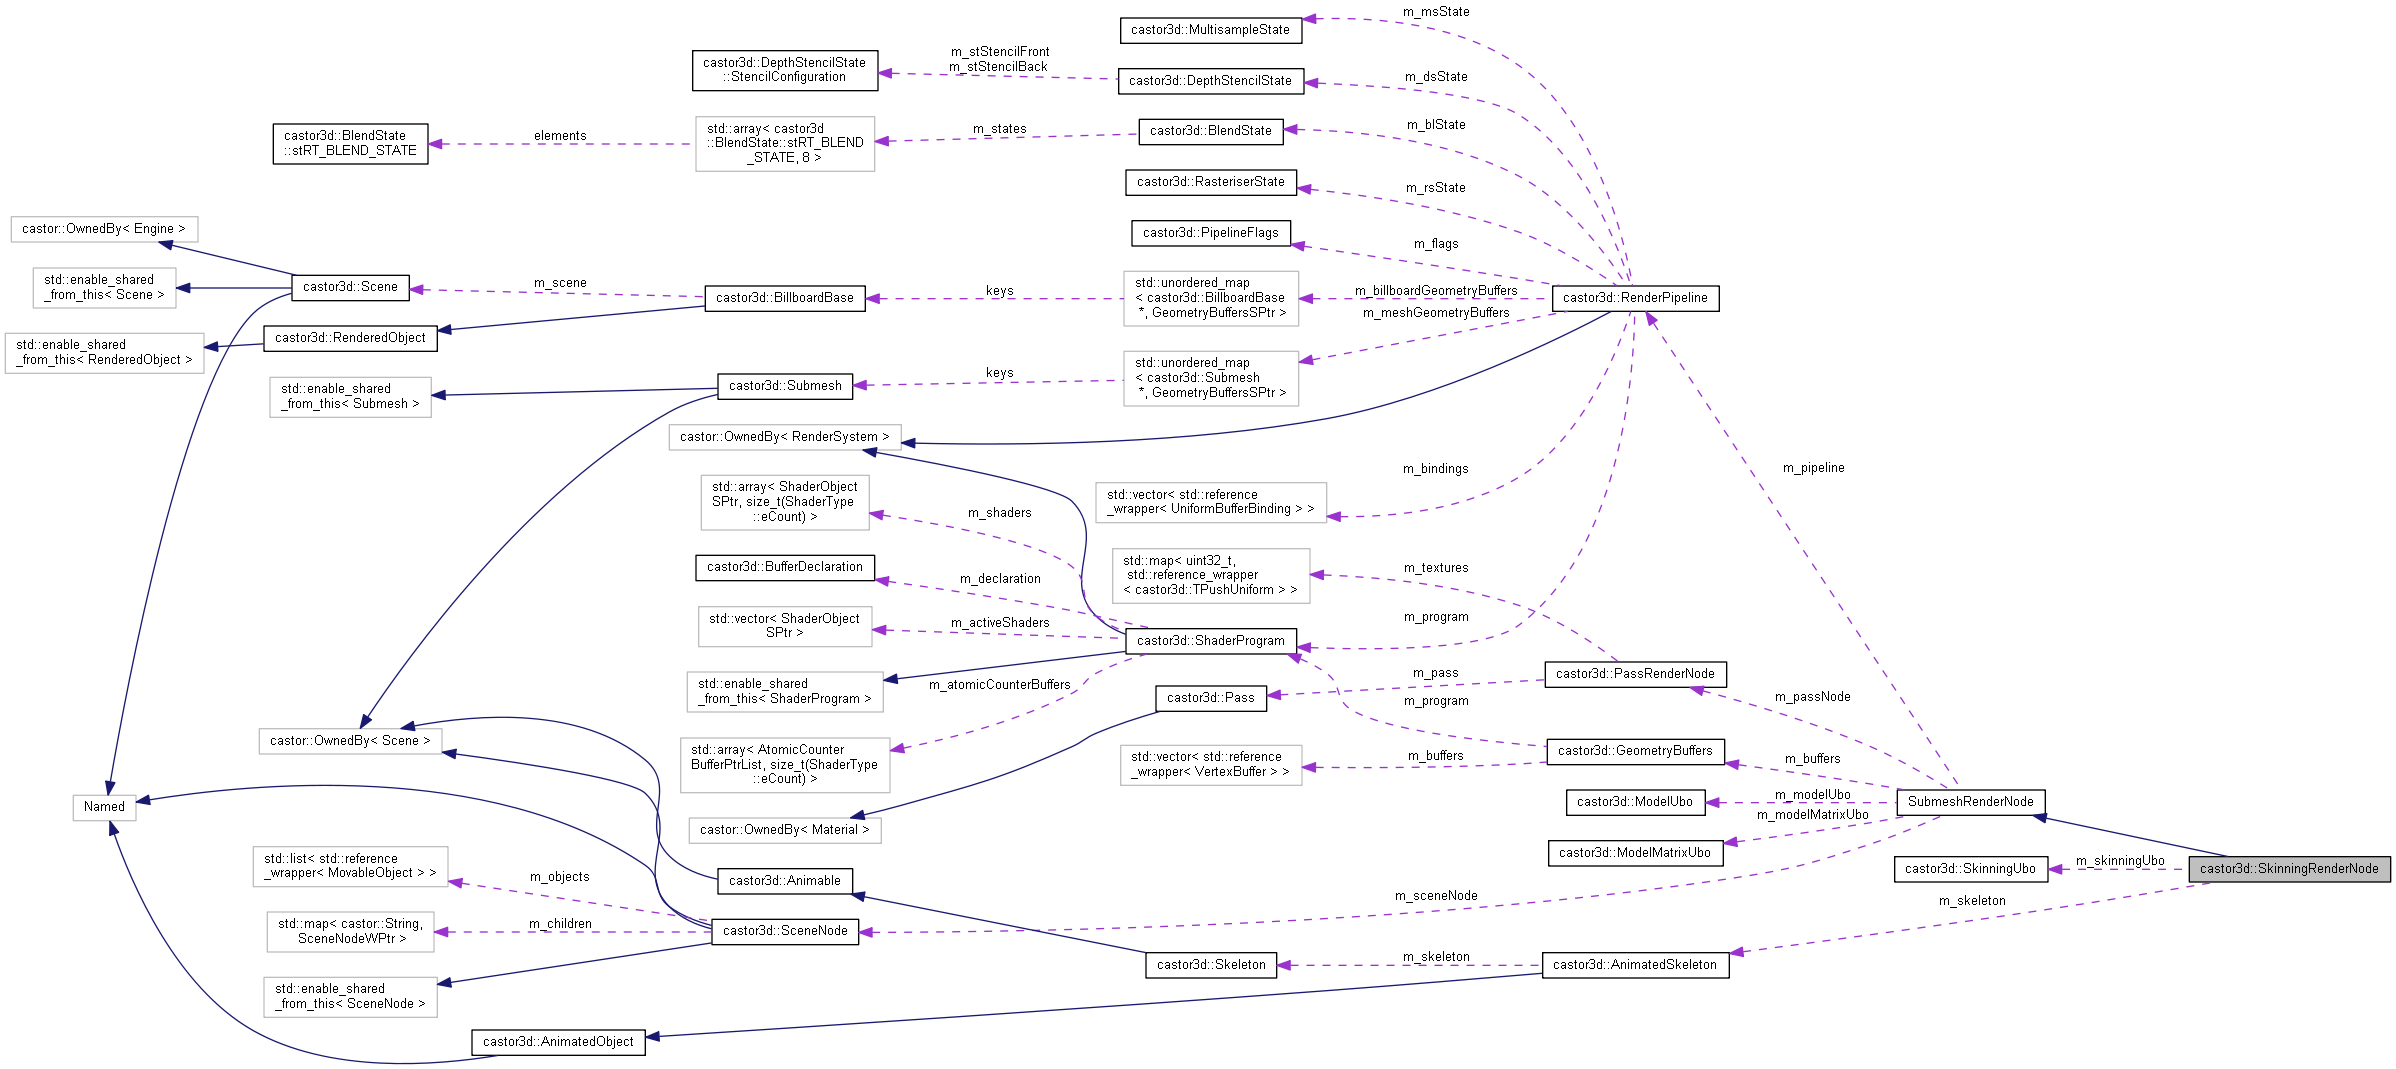 m_msState
castor3d::MultisampleState
m_stStencilFront
m_stStencilBack
castor3d::DepthStencilState
::StencilConfiguration
m_dsState
castor3d::DepthStencilState
castor3d::BlendState
::stRT_BLEND_STATE
elements
std::array< castor3d
::BlendState::stRT_BLEND
_STATE, 8 >
m_states
castor3d::BlendState
m_blState
castor3d::RasteriserState
m_rsState
castor::OwnedBy< Engine >
castor3d::PipelineFlags
m_flags
std::enable_shared
_from_this< Scene >
castor3d::Scene
m_scene
castor3d::BillboardBase
keys
std::unordered_map
< castor3d::BillboardBase
*, GeometryBuffersSPtr >
m_billboardGeometryBuffers
m_meshGeometryBuffers
castor3d::RenderPipeline
std::enable_shared
_from_this< RenderedObject >
castor3d::RenderedObject
std::enable_shared
_from_this< Submesh >
castor3d::Submesh
keys
std::unordered_map
< castor3d::Submesh
*, GeometryBuffersSPtr >
castor::OwnedBy< RenderSystem >
m_bindings
m_pipeline
std::array< ShaderObject
SPtr, size_t(ShaderType
::eCount) >
m_shaders
std::vector< std::reference
_wrapper< UniformBufferBinding > >
castor3d::BufferDeclaration
m_declaration
std::map< uint32_t,
std::reference_wrapper
< castor3d::TPushUniform > >
m_textures
std::vector< ShaderObject
SPtr >
m_activeShaders
castor3d::ShaderProgram
m_program
std::enable_shared
_from_this< ShaderProgram >
m_atomicCounterBuffers
castor3d::Pass
m_pass
m_program
castor3d::PassRenderNode
m_passNode
castor::OwnedBy< Scene >
std::array< AtomicCounter
BufferPtrList, size_t(ShaderType
::eCount) >
std::vector< std::reference
_wrapper< VertexBuffer > >
m_buffers
castor3d::GeometryBuffers
m_buffers
Named
castor::OwnedBy< Material >
castor3d::ModelUbo
m_modelUbo
m_modelMatrixUbo
SubmeshRenderNode
castor3d::ModelMatrixUbo
std::list< std::reference
_wrapper< MovableObject > >
m_objects
castor3d::Animable
m_sceneNode
castor3d::SkinningUbo
m_skinningUbo
castor3d::SkinningRenderNode
m_skeleton
std::map< castor::String,
SceneNodeWPtr >
m_children
castor3d::SceneNode
castor3d::Skeleton
m_skeleton
castor3d::AnimatedSkeleton
std::enable_shared
_from_this< SceneNode >
castor3d::AnimatedObject